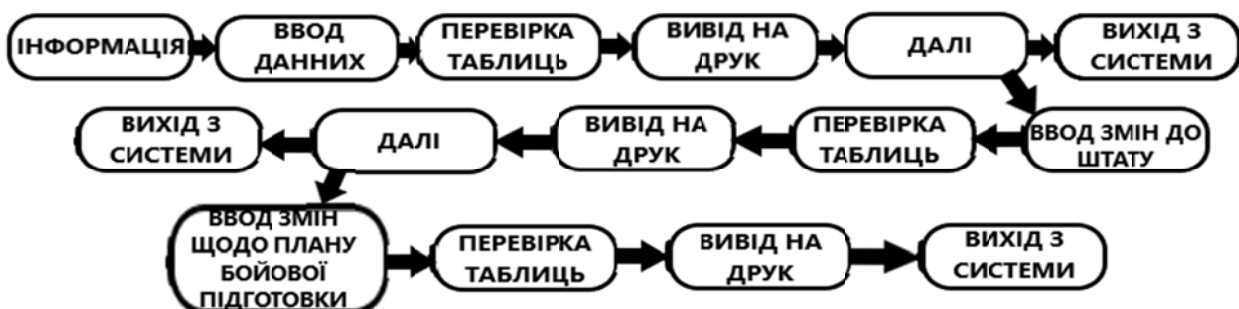 ІНФОРМАЦІЯ
ВВОД
ДАННИХ
ПЕРЕВІРКА
ТАБЛИЦЬ
ВИВІД НА
ДРУК
ДАЛІ
ВИХІД З
СИСТЕМИ
ВВОД ЗМІН ДО
ШТАТУ
ПЕРЕВІРКА
ТАБЛИЦЬ
ВИВІД НА
ДРУК
ДАЛІ
ВИХІД З
СИСТЕМИ
ВВОД ЗМІН
ЩОДО ПЛАНУ
БОЙОВОЇ
ПІДГОТОВКИ
ПЕРЕВІРКА
ТАБЛИЦЬ
ВИВІД НА
ДРУК
ВИХІД З
СИСТЕМИ